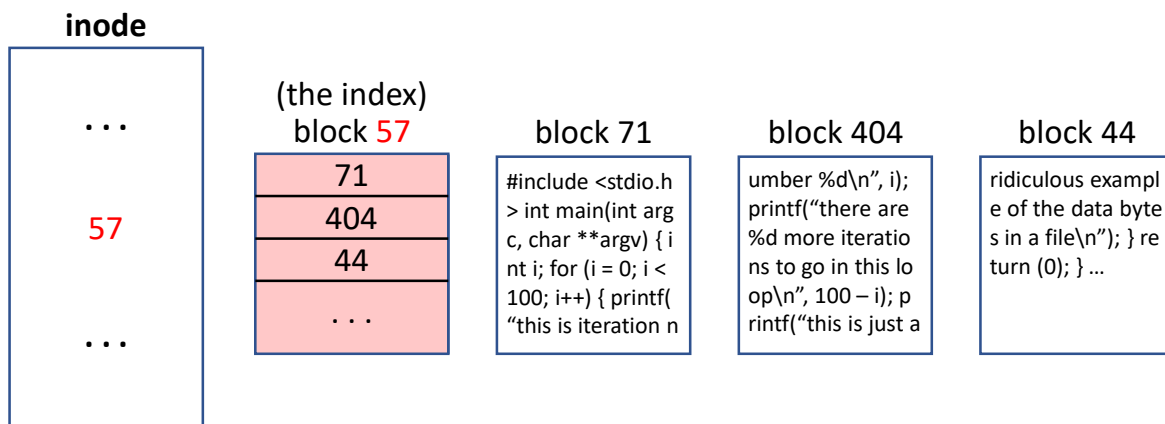 inode
. . .
57
. . .
(the index)
block 57
71
404
44
. . .
block 71
#include <stdio.h
> int main(int arg
c, char **argv) { i
nt i; for (i = 0; i <
100; i++) { printf(
“this is iteration n
block 404
umber %d\n”, i);
printf(“there are
%d more iteratio
ns to go in this lo
op\n”, 100 – i); p
rintf(“this is just a
block 44
ridiculous exampl
e of the data byte
s in a file\n”); } re
turn (0); } ...